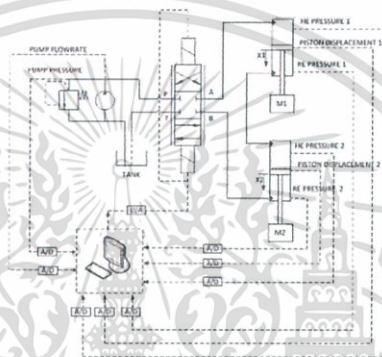 HE PRESSURE 1
PISTON DISPLACEMENT 1
X1
RE PRESSURE 1
M1
PUMP FLOWRATE
PUMP PRESSURE
P
A
T
B
TANK
HE PRESSURE 2
PISTON DISPLACEMENT 2
X2
RE PRESSURE 2
M2
D/A
A/D
A/D
A/D
A/D
A/D
A/D
A/D
A/D